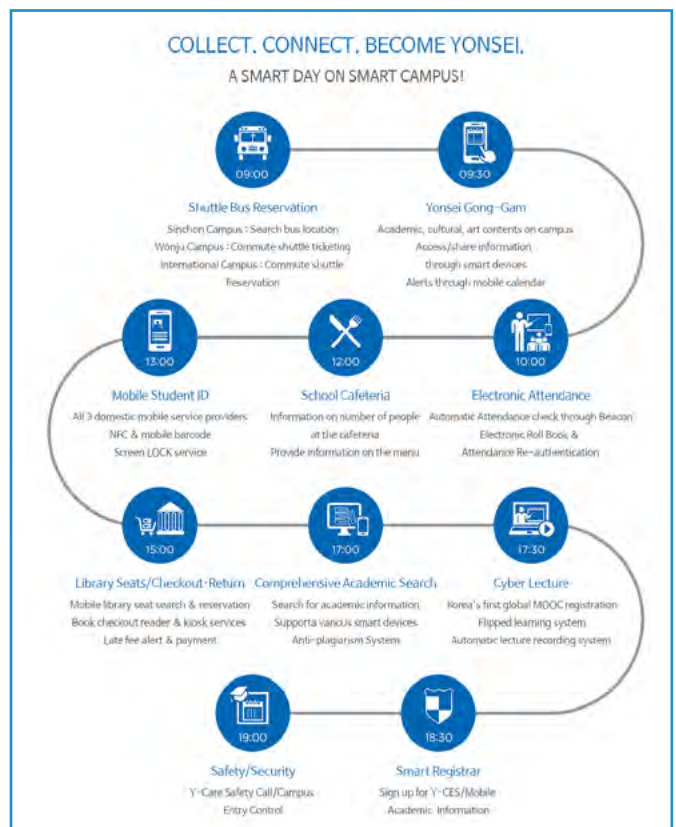 COLLECT. CONNECT. BECOME YONSEI.
A SMART DAY ON SMART CAMPUS!
09:00
Shuttle Bus Reservation
Sinchon Campus : Search bus location
Wonju Campus : Commute shuttle ticketing
International Campus : Commute shuttle
Reservation
09:30
Yonsei Gong-Gam
Academic, cultural, art contents on campus
Access/share information
through smart devices
Alerts through mobile calendar
10:00
Electronic Attendance
Automatic Attendance check through Beacon
Electronic Roll Book &
Attendance Re-authentication
12:00
School Cafeteria
Information on number of people
at the cafeteria
Provide information on the menu
13:00
Mobile Student ID
All 3 domestic mobile service providers
NFC & mobile barcode
Screen LOCK service
15:00
Library Seats/Checkout-Return
Mobile library seat search & reservation
Book checkout reader & kiosk services
Late fee alert & payment
17:00
Comprehensive Academic Search
Search for academic information
Supporta various smart devices
Anti-plagiarism System
17:30
Cyber Lecture
Korea's first global MOOC registration
Flipped learning system
Automatic lecture recording system
18:30
Smart Registrar
Sign up for Y-CES/Mobile
Academic Information
19:00
Safety/Security
Y-Care Safety Call/Campus
Entry Control